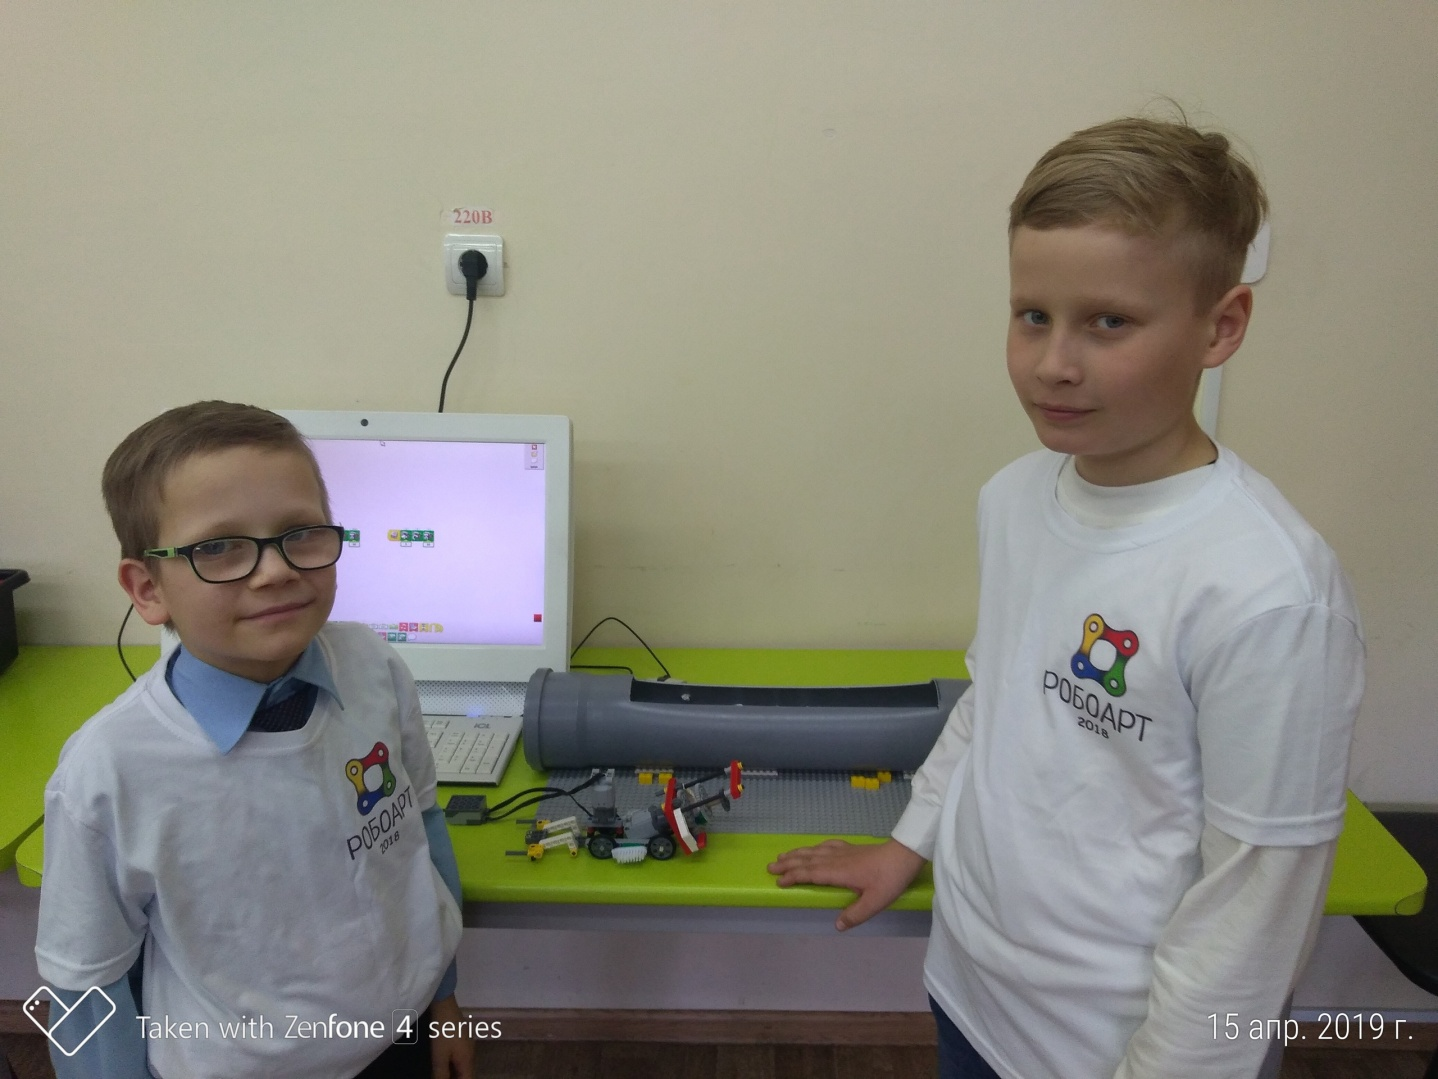 220В
РОБОАРТ
2018
РОБОАРТ
2018
Taken with Zenfone 4 series
15 апр. 2019 г.